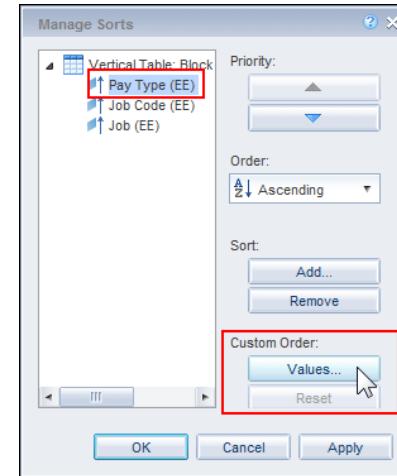 Manage Sorts
Vertical Table: Block
Pay Type (EE)
Job Code (EE)
Job (EE)
Priority:
Order:
Ascending
Sort:
Add...
Remove
Custom Order:
Values...
Reset
OK
Cancel
Apply